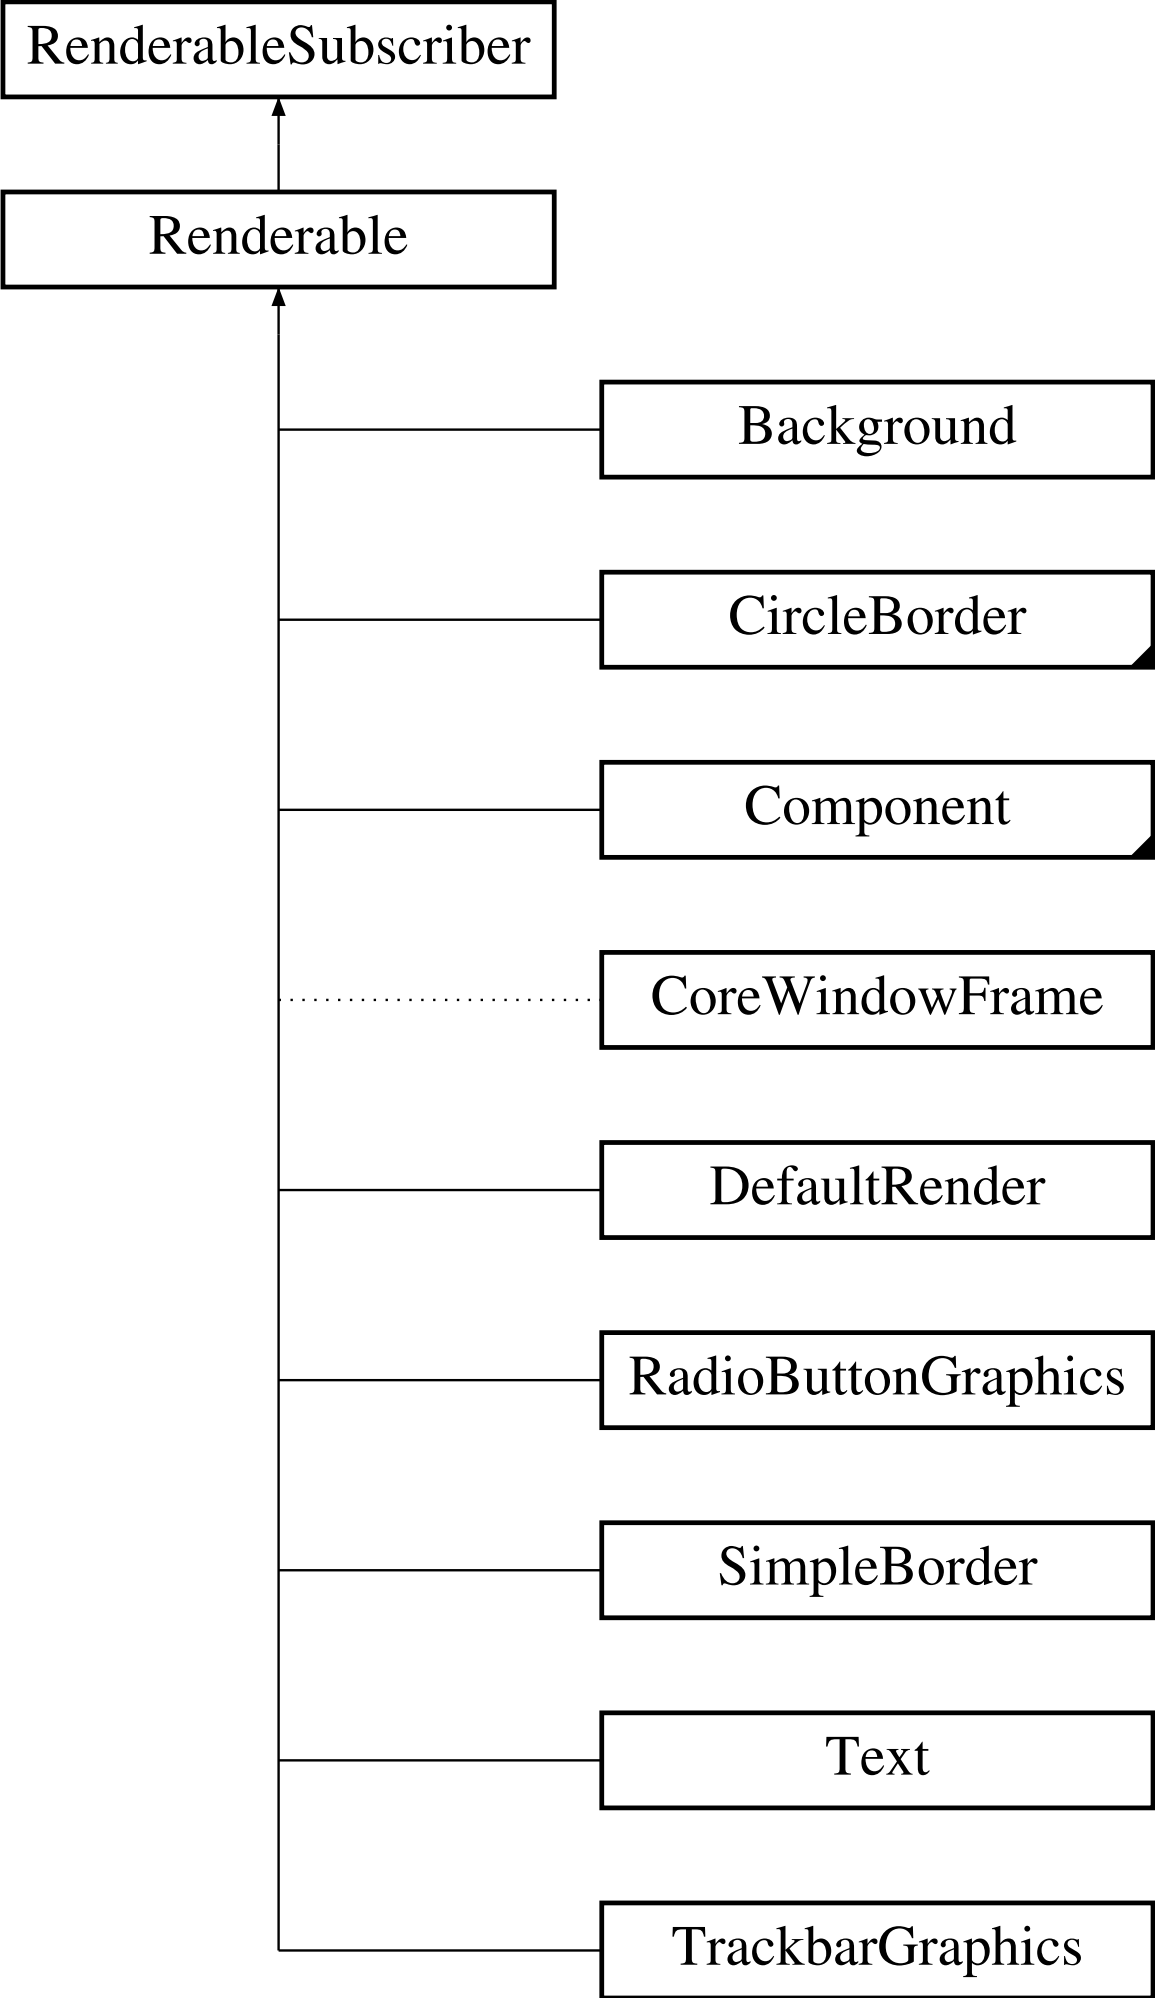 RenderableSubscriber
Renderable
Background
CircleBorder
Component
CoreWindowFrame
DefaultRender
RadioButtonGraphics
SimpleBorder
Text
TrackbarGraphics